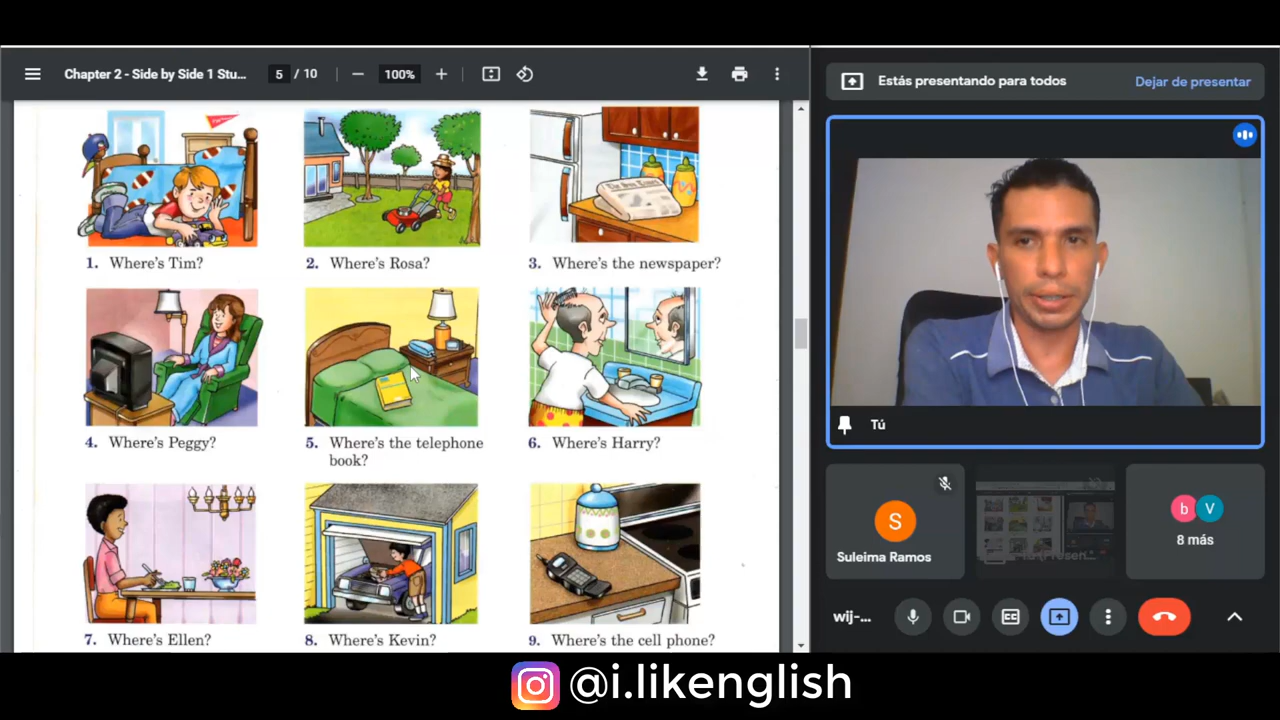 Chapter 2 - Side by Side 1 Stu...
5 / 10
100%
Estás presentando para todos
Dejar de presentar
1. Where's Tim?
2. Where's Rosa?
3. Where's the newspaper?
4. Where's Peggy?
5. Where's the telephone
book?
6. Where's Harry?
7. Where's Ellen?
8. Where's Kevin?
9. Where's the cell phone?
Tú
S
Suleima Ramos
b V
8 más
wij-...
@i.likenglish